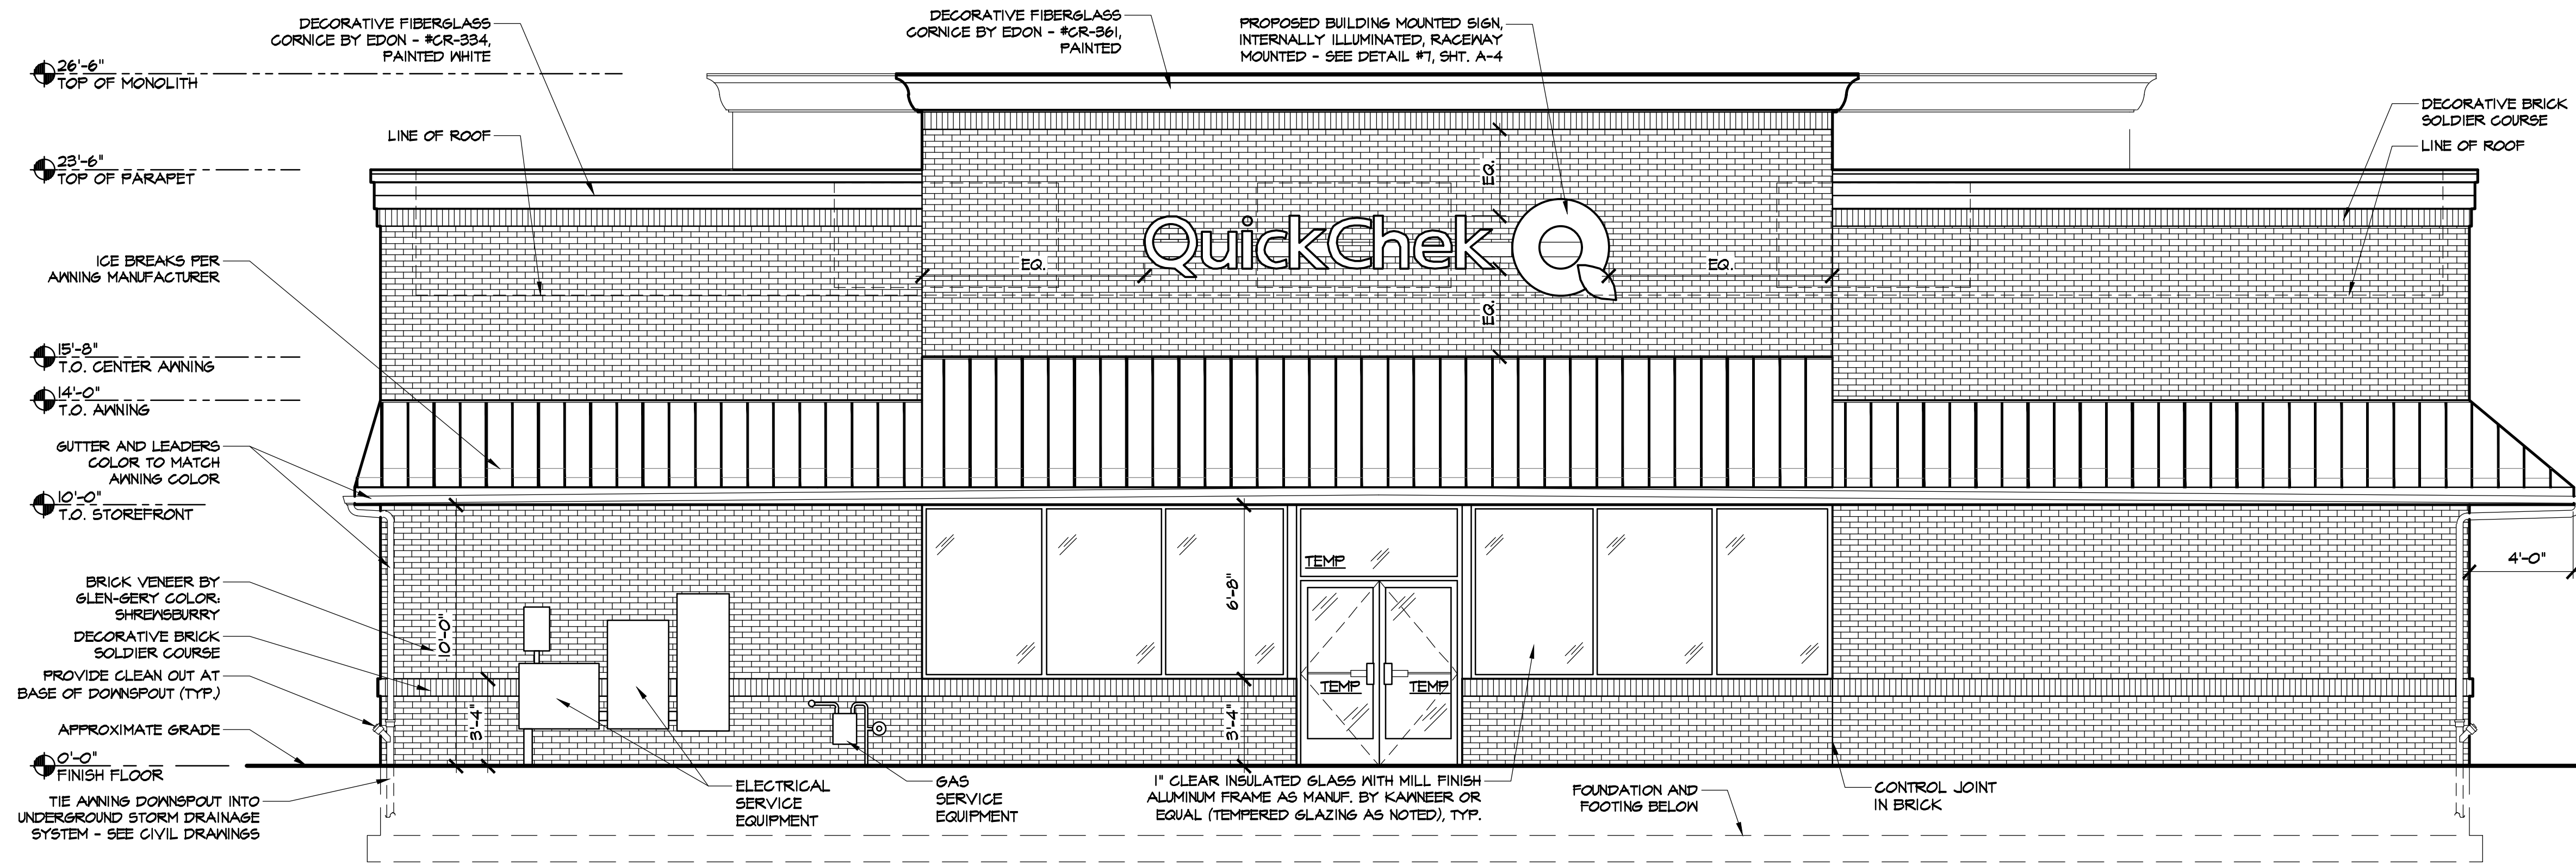 DECORATIVE FIBERGLASS
CORNICE BY EDON - #CR-334,
PAINTED WHITE
DECORATIVE FIBERGLASS
CORNICE BY EDON - #CR-361,
PAINTED
PROPOSED BUILDING MOUNTED SIGN,
INTERNALLY ILLUMINATED, RACEWAY
MOUNTED - SEE DETAIL #7, SHT. A-4
26'-6"
TOP OF MONOLITH
DECORATIVE BRICK
SOLDIER COURSE
LINE OF ROOF
LINE OF ROOF
23'-6"
TOP OF PARAPET
EQ.
QuickChek
EQ.
EQ.
EQ.
ICE BREAKS PER
AWNING MANUFACTURER
15'-8"
T.O. CENTER AWNING
14'-0"
T.O. AWNING
GUTTER AND LEADERS
COLOR TO MATCH
AWNING COLOR
10'-0"
T.O. STOREFRONT
TEMP
4'-0"
BRICK VENEER BY
GLEN-GERY COLOR:
SHREWSBURRY
10'-0"
6'-8"
DECORATIVE BRICK
SOLDIER COURSE
PROVIDE CLEAN OUT AT
BASE OF DOWNSPOUT (TYP.)
TEMP
TEMP
3'-4"
3'-4"
APPROXIMATE GRADE
0'-0"
FINISH FLOOR
TIE AWNING DOWNSPOUT INTO
UNDERGROUND STORM DRAINAGE
SYSTEM - SEE CIVIL DRAWINGS
ELECTRICAL
SERVICE
EQUIPMENT
GAS
SERVICE
EQUIPMENT
1" CLEAR INSULATED GLASS WITH MILL FINISH
ALUMINUM FRAME AS MANUF. BY KAWNEER OR
EQUAL (TEMPERED GLAZING AS NOTED), TYP.
FOUNDATION AND
FOOTING BELOW
CONTROL JOINT
IN BRICK